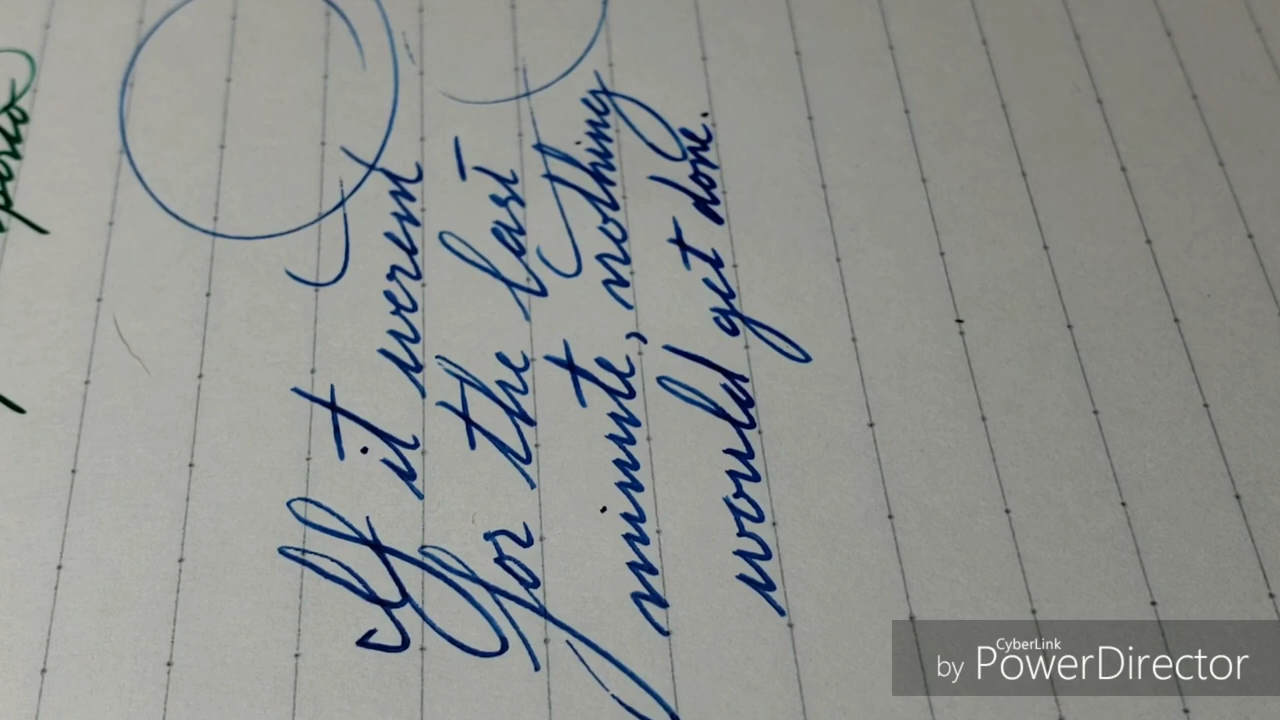 If it weren't
for the last
minute, nothing
would get done.
by CyberLink PowerDirector